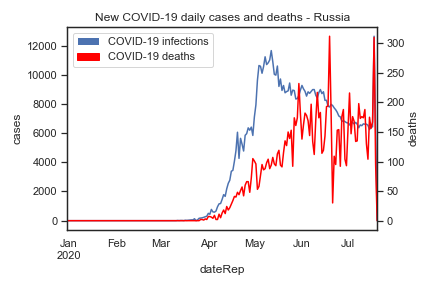 New COVID-19 daily cases and deaths - Russia
COVID-19 infections
COVID-19 deaths
12000
10000
8000
6000
4000
2000
0
cases
300
250
200
150
100
50
0
deaths
Jan Feb Mar Apr May Jun Jul
2020
dateRep